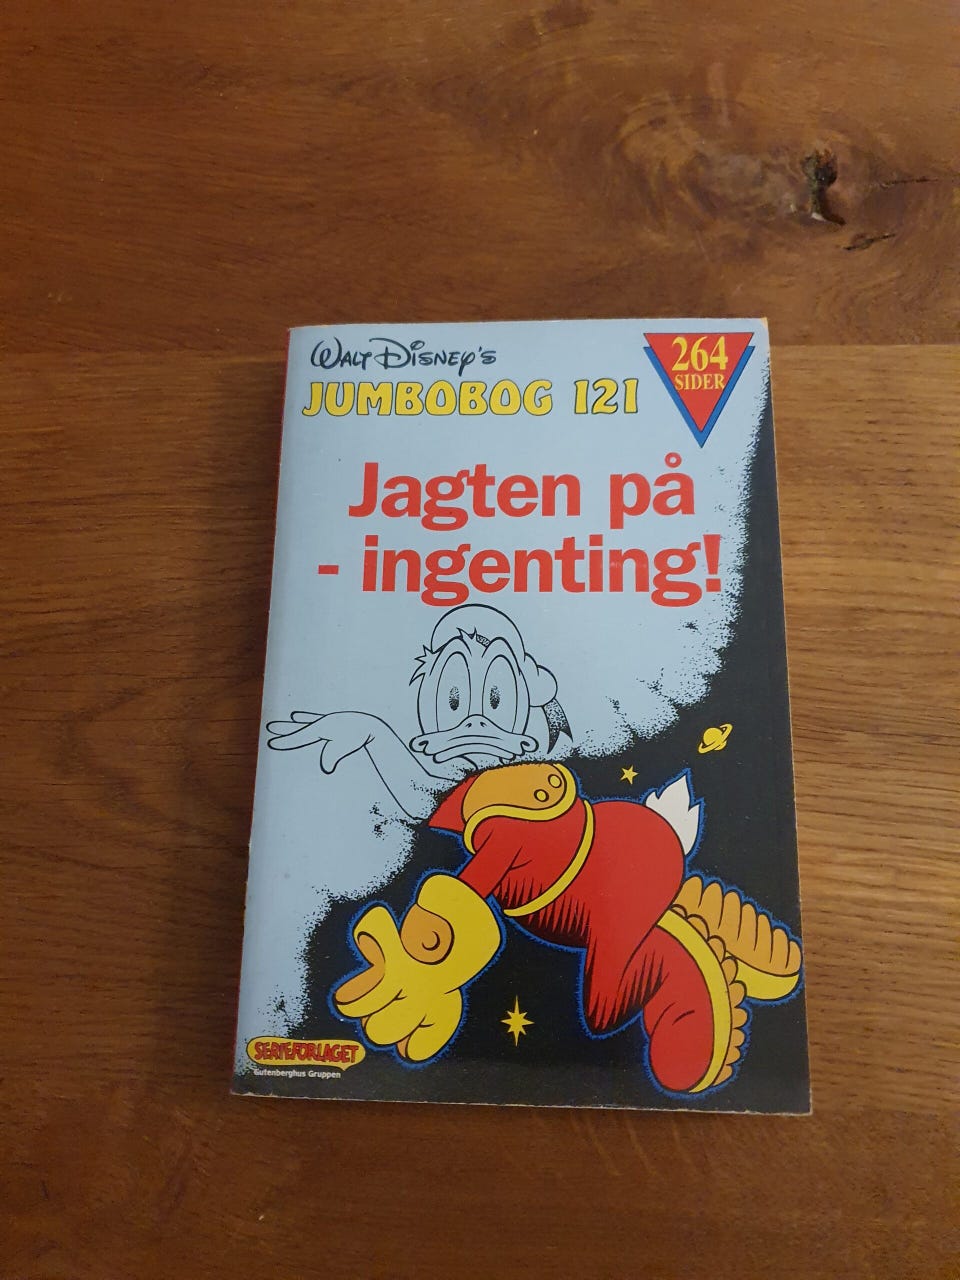 WALT DISNEY'S
JUMBOBOG 121
264
SIDER
Jagten på
- ingenting!
SERIEFORLAGET
Gutenberghus Gruppen